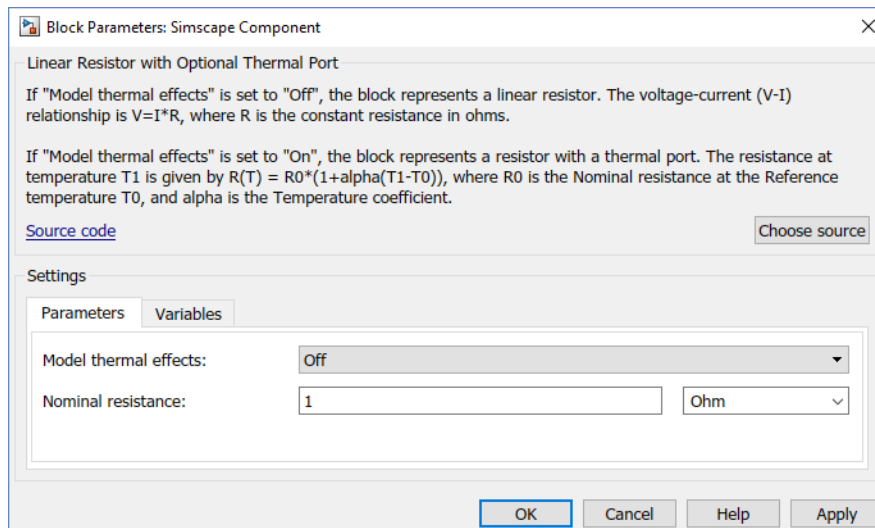 Block Parameters: Simscape Component
Linear Resistor with Optional Thermal Port
If "Model thermal effects" is set to "Off", the block represents a linear resistor. The voltage-current (V-I)
relationship is V=I*R, where R is the constant resistance in ohms.
If "Model thermal effects" is set to "On", the block represents a resistor with a thermal port. The resistance at
temperature T1 is given by R(T) = R0*(1+alpha(T1-T0)), where R0 is the Nominal resistance at the Reference
temperature T0, and alpha is the Temperature coefficient.
Source code Choose source
Settings
Parameters Variables
Model thermal effects: Off
Nominal resistance: 1 Ohm
OK Cancel Help Apply